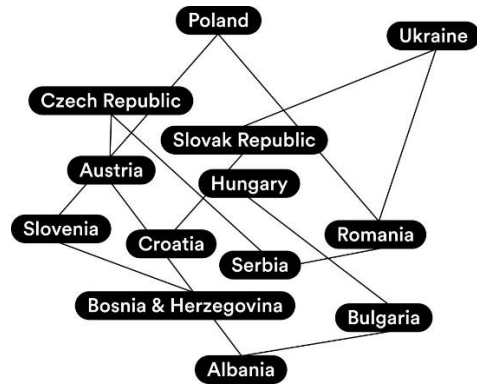 Poland
Ukraine
Czech Republic
Slovak Republic
Austria
Hungary
Slovenia
Croatia
Romania
Serbia
Bosnia & Herzegovina
Bulgaria
Albania